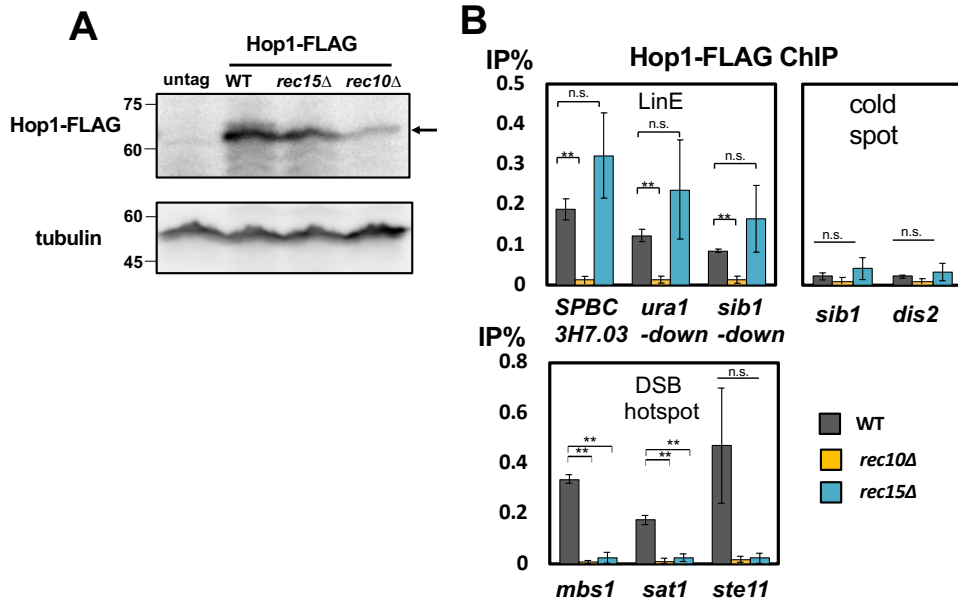 A
Hop1-FLAG
untag WT rec15Δ rec10Δ
75
Hop1-FLAG
60
60
tubulin
45
B
Hop1-FLAG ChIP
IP%
0.5
0.4
0.3
0.2
0.1
0
LinE
n.s.
**
n.s.
**
n.s.
**
SPBC 3H7.03
ura1 -down
sib1 -down
cold
spot
n.s. n.s.
sib1 dis2
IP%
0.8
0.6
0.4
0.2
0
DSB
hotspot
n.s.
**
**
**
**
mbs1 sat1 ste11
WT
rec10Δ
rec15Δ